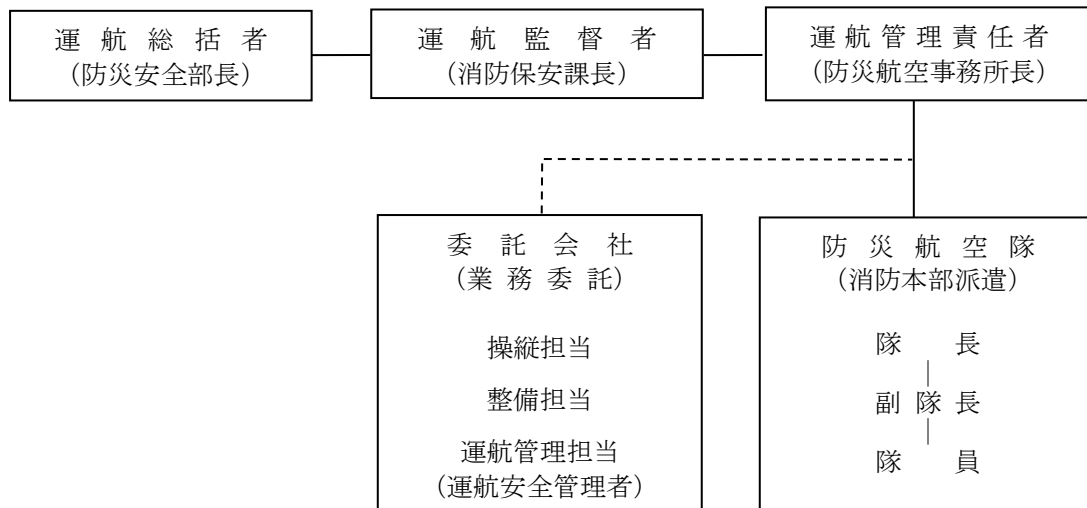 運航総括者
(防災安全部長)
運航監督者
(消防保安課長)
運航管理責任者
(防災航空事務所長)
委託会社
(業務委託)
操縦担当
整備担当
運航管理担当
(運航安全管理者)
防災航空隊
(消防本部派遣)
隊長
副隊長
隊員